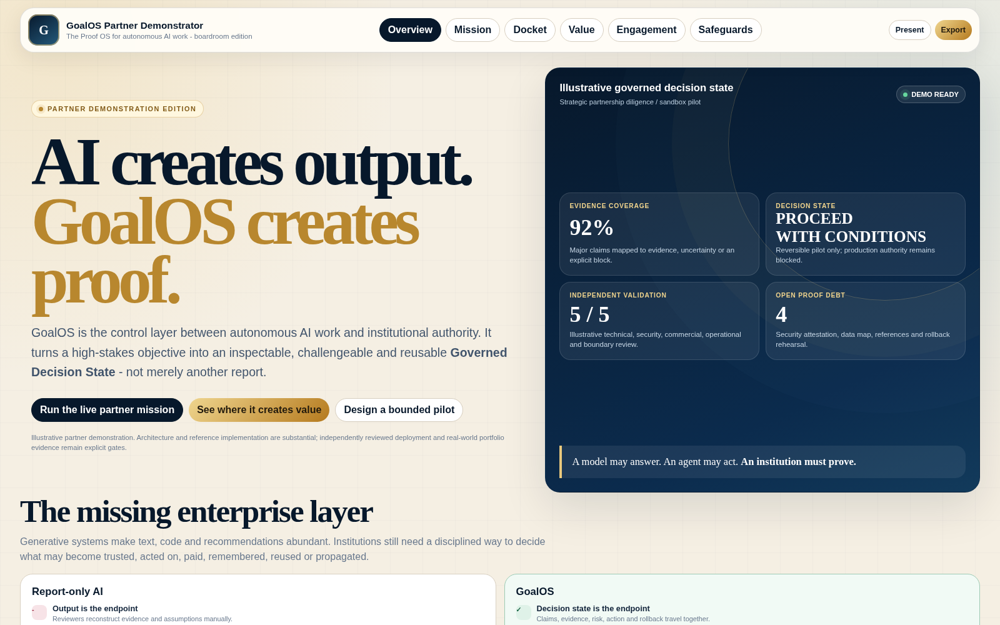 G
GoalOS Partner Demonstrator
The Proof OS for autonomous AI work - boardroom edition
Overview
Mission
Docket
Value
Engagement
Safeguards
Present
Export
PARTNER DEMONSTRATION EDITION
AI creates output.
GoalOS creates
proof.
GoalOS is the control layer between autonomous AI work and institutional authority. It
turns a high-stakes objective into an inspectable, challengeable and reusable Governed
Decision State - not merely another report.
Run the live partner mission
See where it creates value
Design a bounded pilot
Illustrative partner demonstration. Architecture and reference implementation are substantial; independently reviewed deployment and real-world portfolio
evidence remain explicit gates.
Illustrative governed decision state
Strategic partnership diligence / sandbox pilot
DEMO READY
EVIDENCE COVERAGE
92%
Major claims mapped to evidence, uncertainty or an
explicit block.
DECISION STATE
PROCEED
WITH CONDITIONS
Reversible pilot only; production authority remains
blocked.
INDEPENDENT VALIDATION
5 / 5
Illustrative technical, security, commercial, operational
and boundary review.
OPEN PROOF DEBT
4
Security attestation, data map, references and rollback
rehearsal.
A model may answer. An agent may act. An institution must prove.
The missing enterprise layer
Generative systems make text, code and recommendations abundant. Institutions still need a disciplined way to decide
what may become trusted, acted on, paid, remembered, reused or propagated.
Report-only AI
-
Output is the endpoint
Reviewers reconstruct evidence and assumptions manually.
GoalOS
✓
Decision state is the endpoint
Claims, evidence, risk, action and rollback travel together.